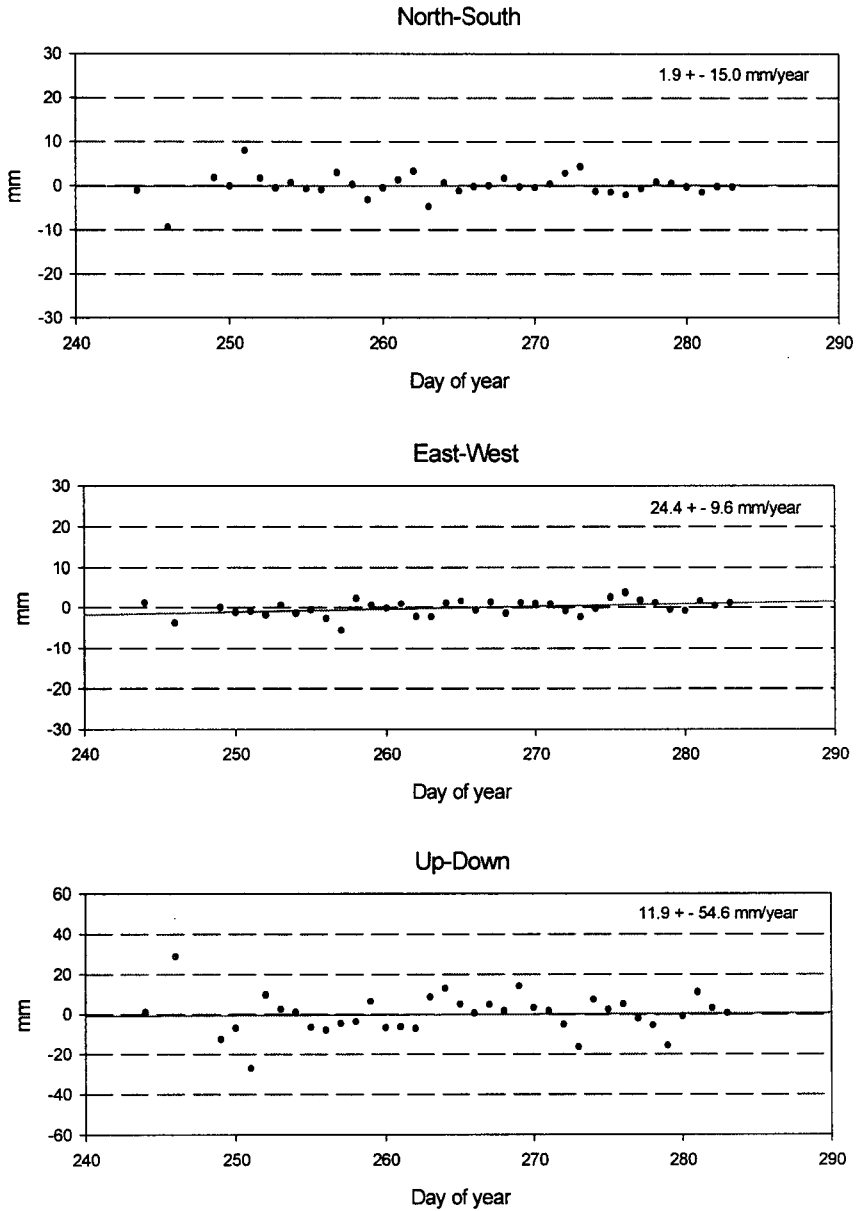 North-South
1.9 + - 15.0 mm/year
30
20
10
0
-10
-20
-30
mm
240 250 260 270 280 290
Day of year
East-West
24.4 + - 9.6 mm/year
30
20
10
0
-10
-20
-30
mm
240 250 260 270 280 290
Day of year
Up-Down
11.9 + - 54.6 mm/year
60
40
20
0
-20
-40
-60
mm
240 250 260 270 280 290
Day of year